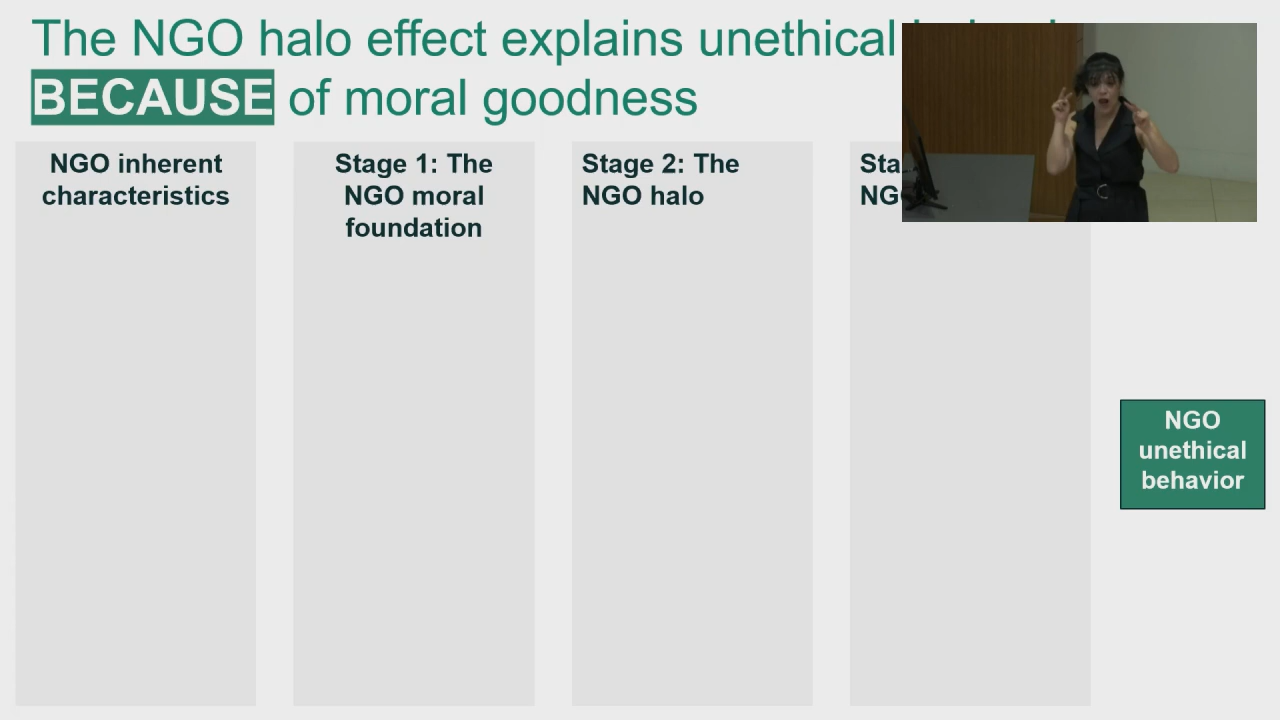 The NGO halo effect explains unethical
BECAUSE of moral goodness
NGO inherent
characteristics
Stage 1: The
NGO moral
foundation
Stage 2: The
NGO halo
NGO
unethical
behavior